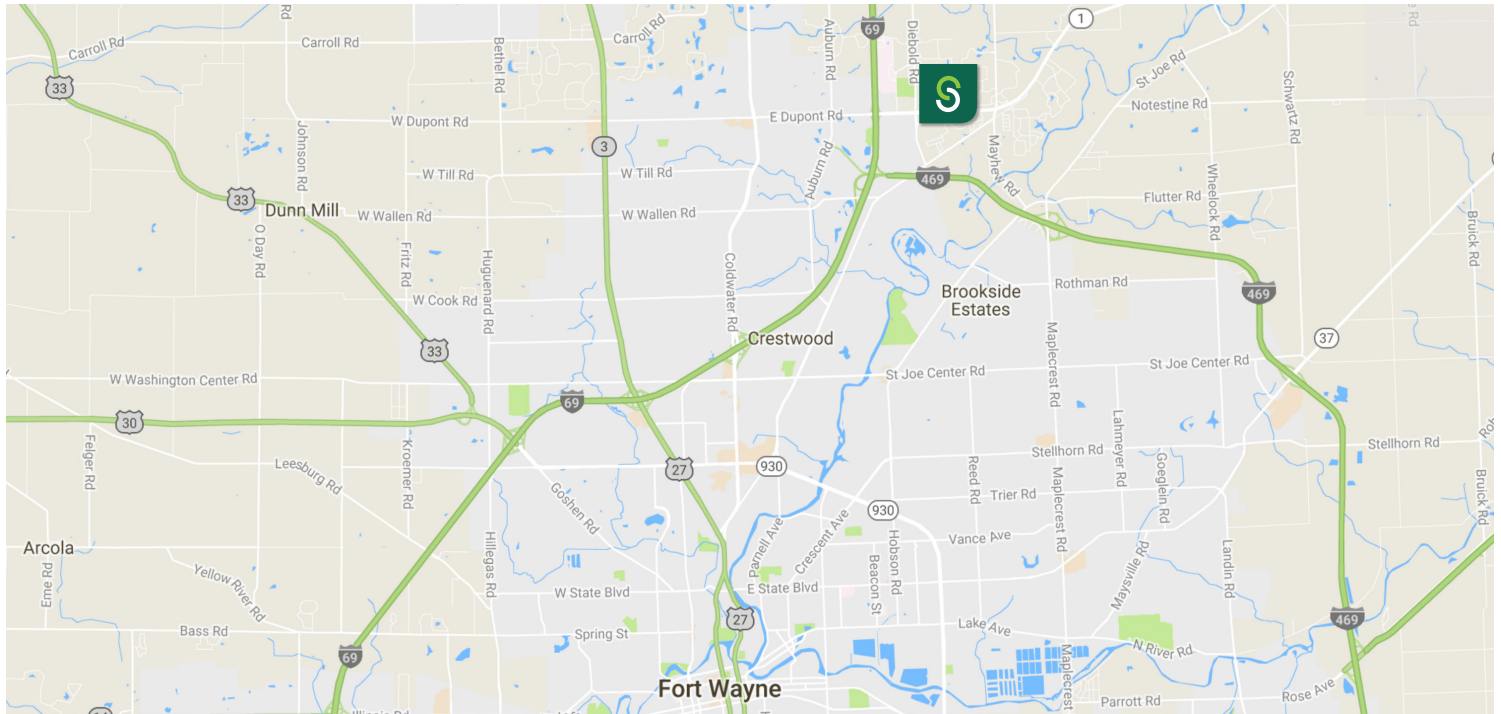 Carroll Rd
Carroll Rd
Rd
Bethel Rd
Carroll Rd
Auburn Rd
69
Diebold Rd
1
e Rd
33
St Joe Rd
Schwartz Rd
Notestine Rd
W Dupont Rd
E Dupont Rd
S
Johnson Rd
3
Auburn Rd
Mayhew Rd
W Till Rd
W Till Rd
469
Wheelock Rd
33
Dunn Mill
W Wallen Rd
W Wallen Rd
Flutter Rd
Bruick Rd
O Day Rd
Fritz Rd
Huguenard Rd
Coldwater Rd
W Cook Rd
Brookside
Estates
Rothman Rd
469
33
Crestwood
Maplecrest Rd
37
W Washington Center Rd
St Joe Center Rd
St Joe Center Rd
69
30
Felger Rd
Kroemer Rd
Leesburg Rd
27
930
Reed Rd
Stellhorn Rd
Lahmeyer Rd
Goeglein Rd
Stellhorn Rd
Goshen Rd
930
Trier Rd
Maplecrest Rd
Bruick Rd
Arcola
Hillegas Rd
Parnell Ave
Crescent Ave
Hobson Rd
Vance Ave
Eme Rd
Yellow River Rd
W State Blvd
E State Blvd
Beacon St
Maysville Rd
Landin Rd
Bass Rd
Spring St
27
Lake Ave
469
69
Maplecrest
N River Rd
Fort Wayne
Parrott Rd
Rose Ave